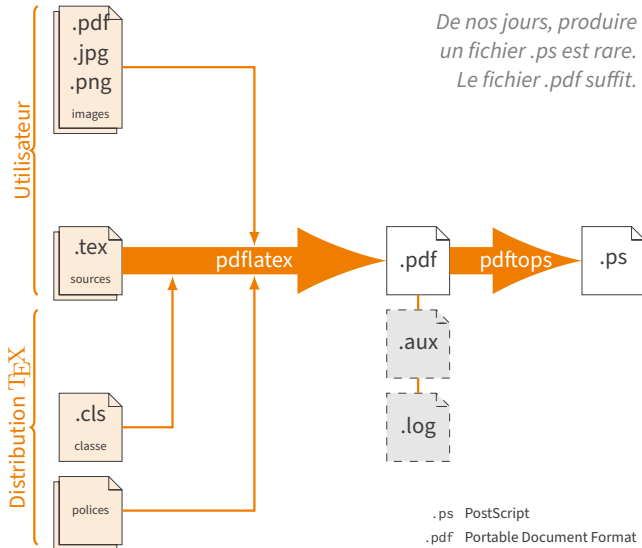 .pdf
.jpg
.png
images
De nos jours, produire
un fichier .ps est rare.
Le fichier .pdf suffit.
Utilisateur
.tex
sources
pdflatex
.pdf
pdftops
.ps
.aux
.log
Distribution TEX
.cls
classe
polices
.ps PostScript
.pdf Portable Document Format